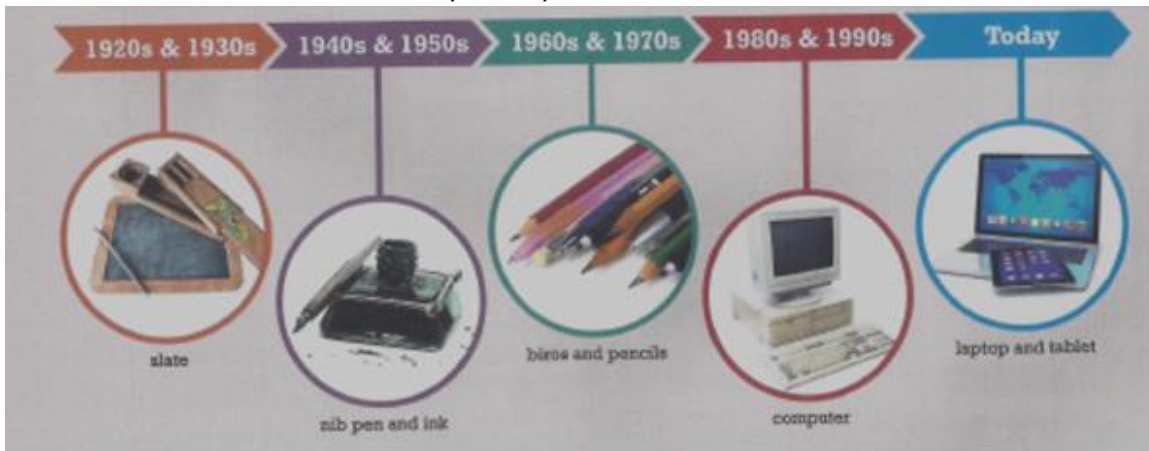 1920s & 1930s
1940s & 1950s
1960s & 1970s
1980s & 1990s
Today
slate
nib pen and ink
biros and pencils
computer
laptop and tablet